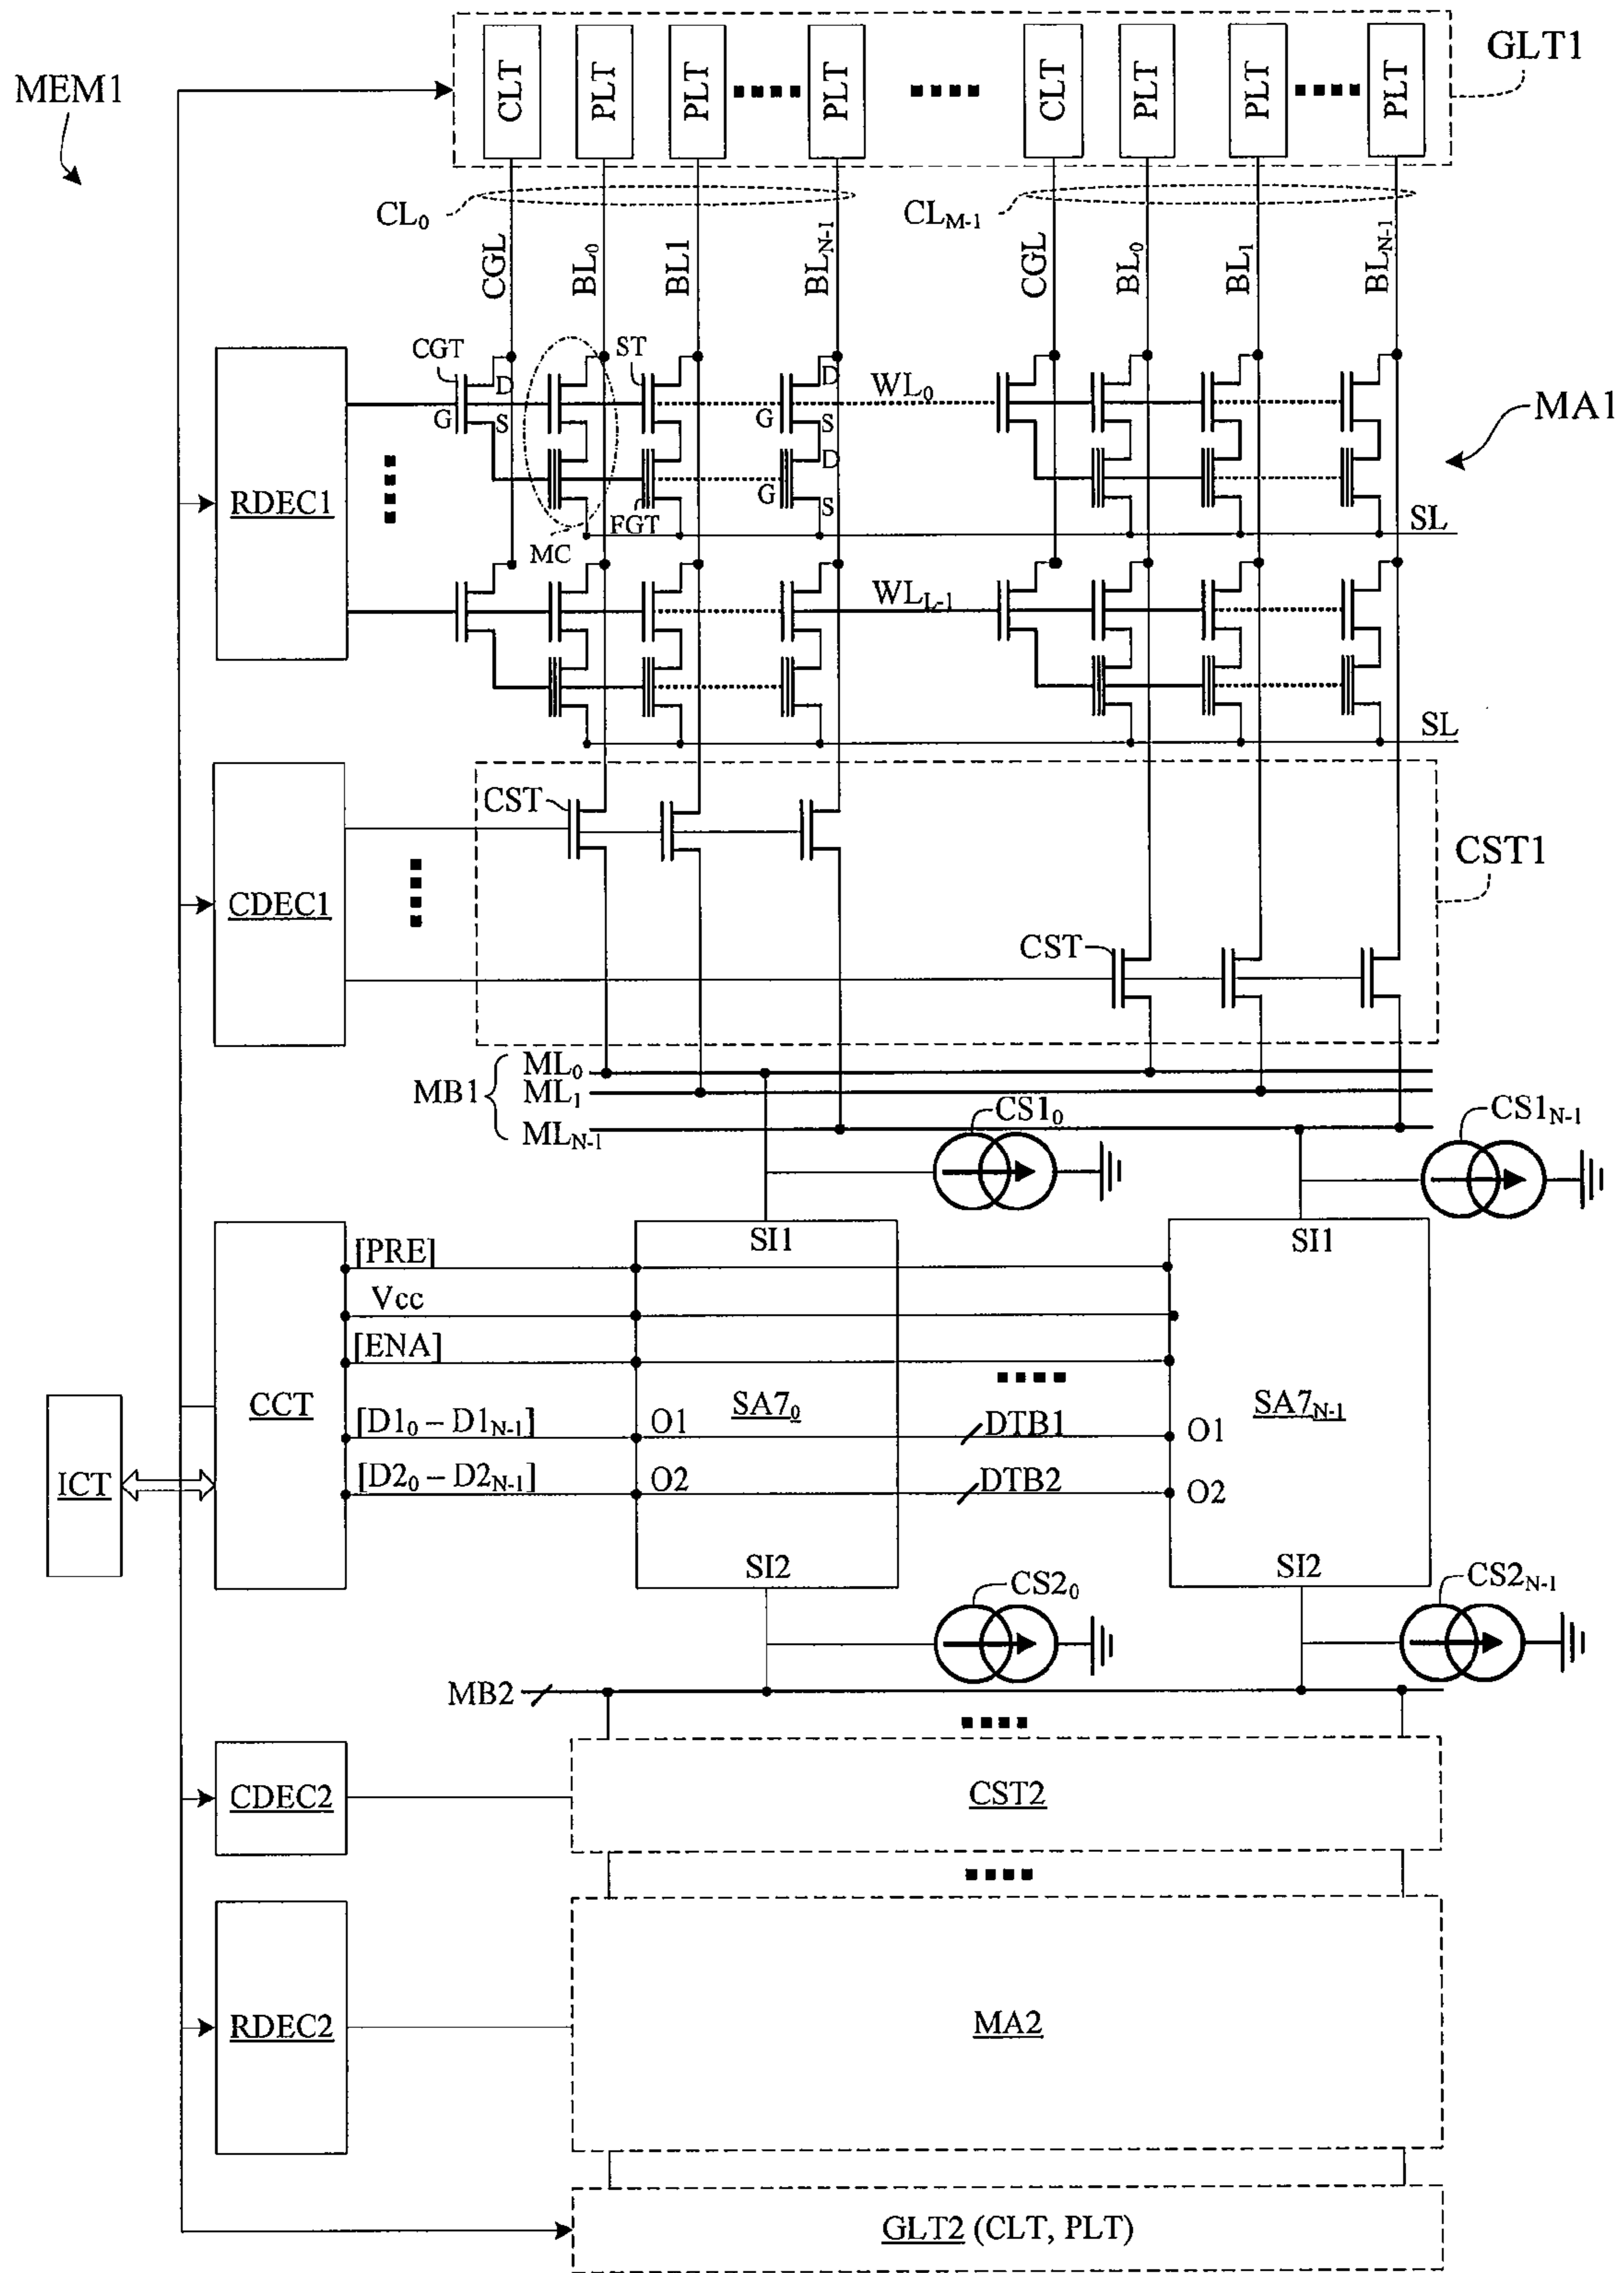 MEM1
CLT PLT PLT PLT CLT PLT PLT PLT
GLT1
CL0 CLM-1
CGL BL0 BL1 BLN-1 CGL BL0 BL1 BLN-1
CGT ST
D D
WL0
G S G S
MA1
RDEC1
D
G S
FGT
MC
SL
WLL-1
SL
CST
CST1
CDEC1
CST
MB1
ML0
ML1
MLN-1
CS10 CS1N-1
SI1 SI1
[PRE]
Vcc
[ENA]
CCT SA70 SA7N-1
[D10 – D1N-1] O1 DTB1 O1
ICT
[D20 – D2N-1] O2 DTB2 O2
SI2 SI2
CS20 CS2N-1
MB2
CDEC2 CST2
RDEC2 MA2
GLT2 (CLT, PLT)